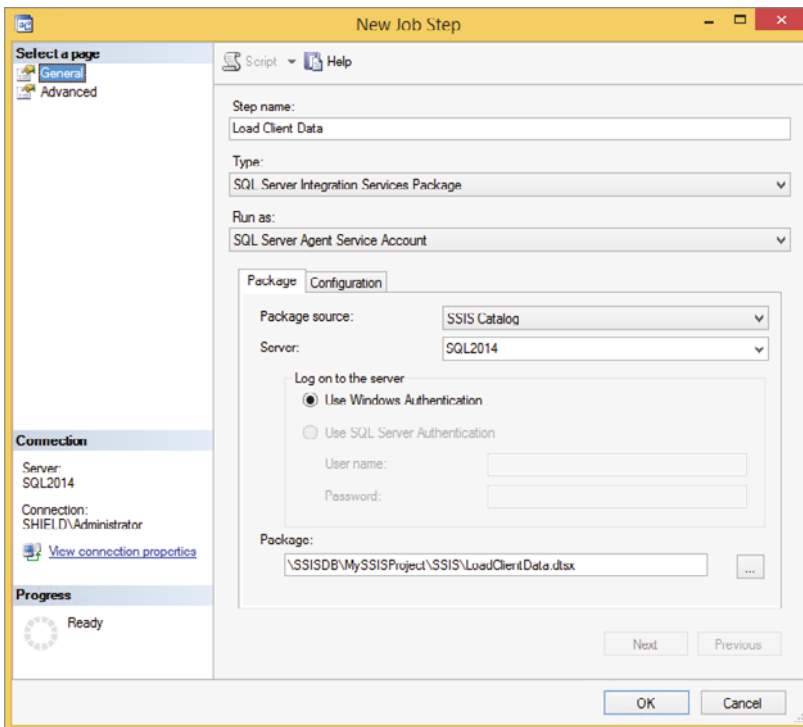 New Job Step
Select a page
General
Advanced
Script
Help
Step name:
Load Client Data
Type:
SQL Server Integration Services Package
Run as:
SQL Server Agent Service Account
Package
Configuration
Package source:
SSIS Catalog
Server:
SQL2014
Log on to the server
Use Windows Authentication
Use SQL Server Authentication
User name:
Password:
Package:
\SSISDB\MySSISProject\SSIS\LoadClientData.dtsx
...
Connection
Server:
SQL2014
Connection:
SHIELD\Administrator
View connection properties
Progress
Ready
Next
Previous
OK
Cancel